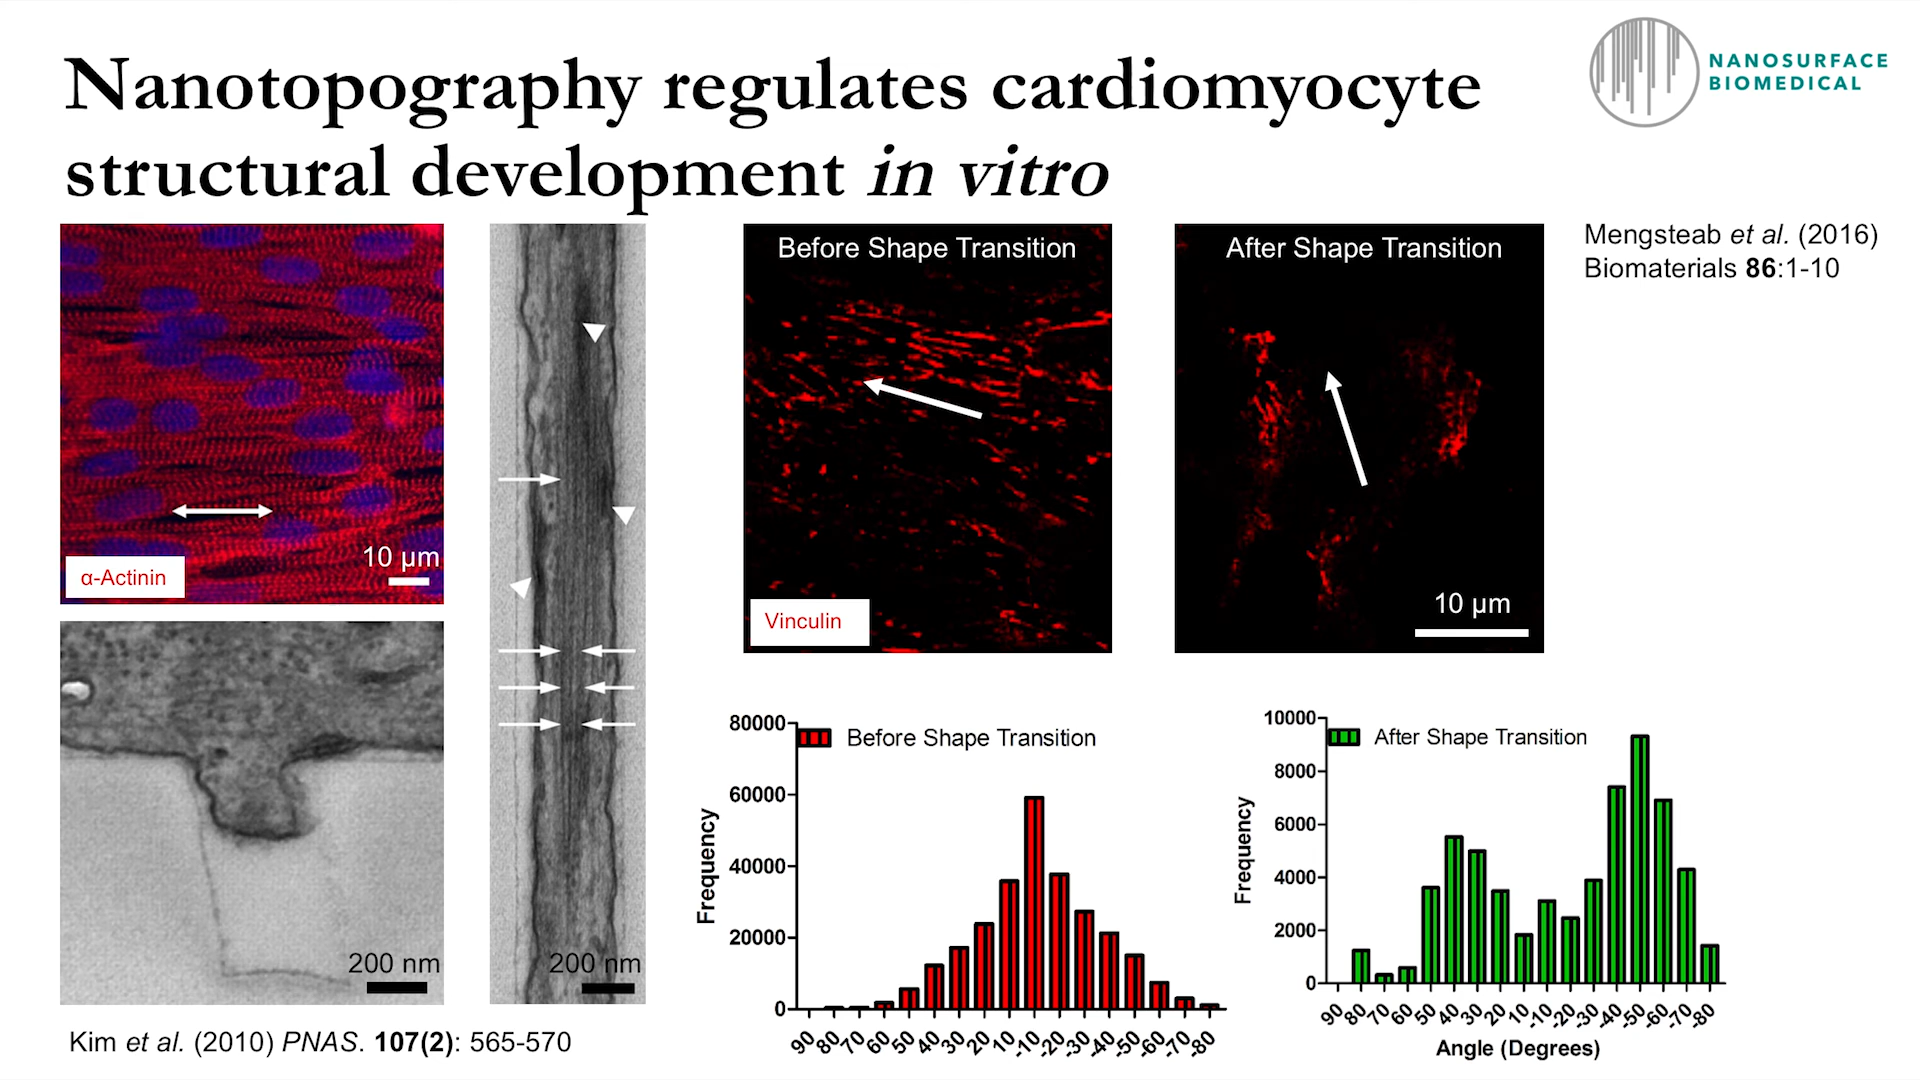 Nanotopography regulates cardiomyocyte
structural development in vitro
NANOSURFACE
BIOMEDICAL
α-Actinin
10 µm
200 nm
200 nm
Kim et al. (2010) PNAS. 107(2): 565-570
Before Shape Transition
Vinculin
After Shape Transition
10 µm
Mengsteab et al. (2016)
Biomaterials 86:1-10
Before Shape Transition
Frequency
80000
60000
40000
20000
0
90 80 70 60 50 40 30 20 10 -10 -20 -30 -40 -50 -60 -70 -80
After Shape Transition
Frequency
10000
8000
6000
4000
2000
0
90 80 70 60 50 40 30 20 10 -10 -20 -30 -40 -50 -60 -70 -80
Angle (Degrees)